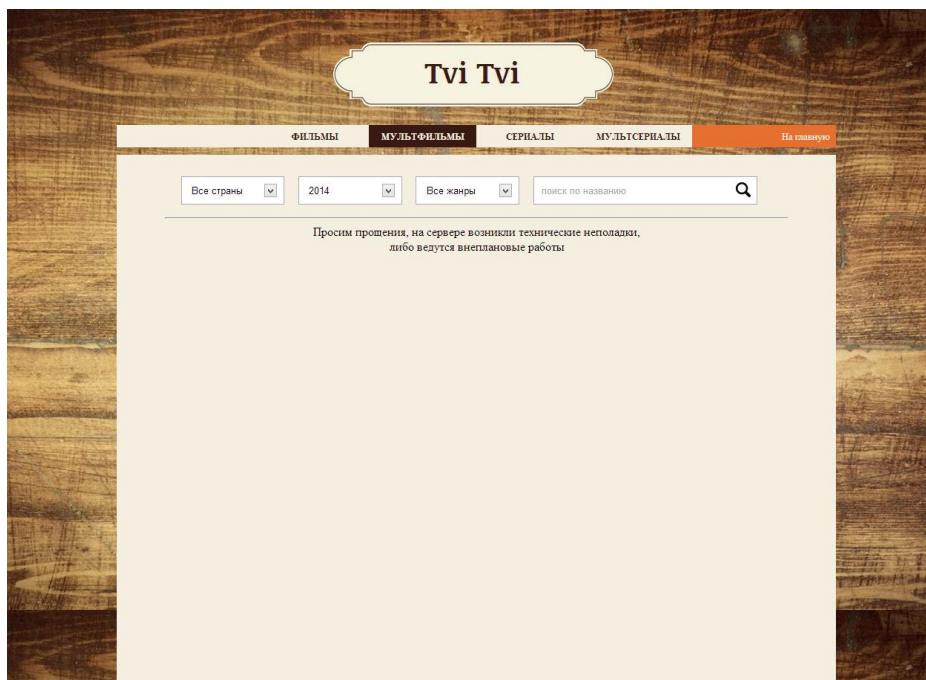 Tvi Tvi
ФИЛЬМЫ МУЛЬТФИЛЬМЫ СЕРИАЛЫ МУЛЬТСЕРИАЛЫ На главную
Все страны 2014 Все жанры поиск по названию
Просим прощения, на сервере возникли технические неполадки,
либо ведутся внеплановые работы